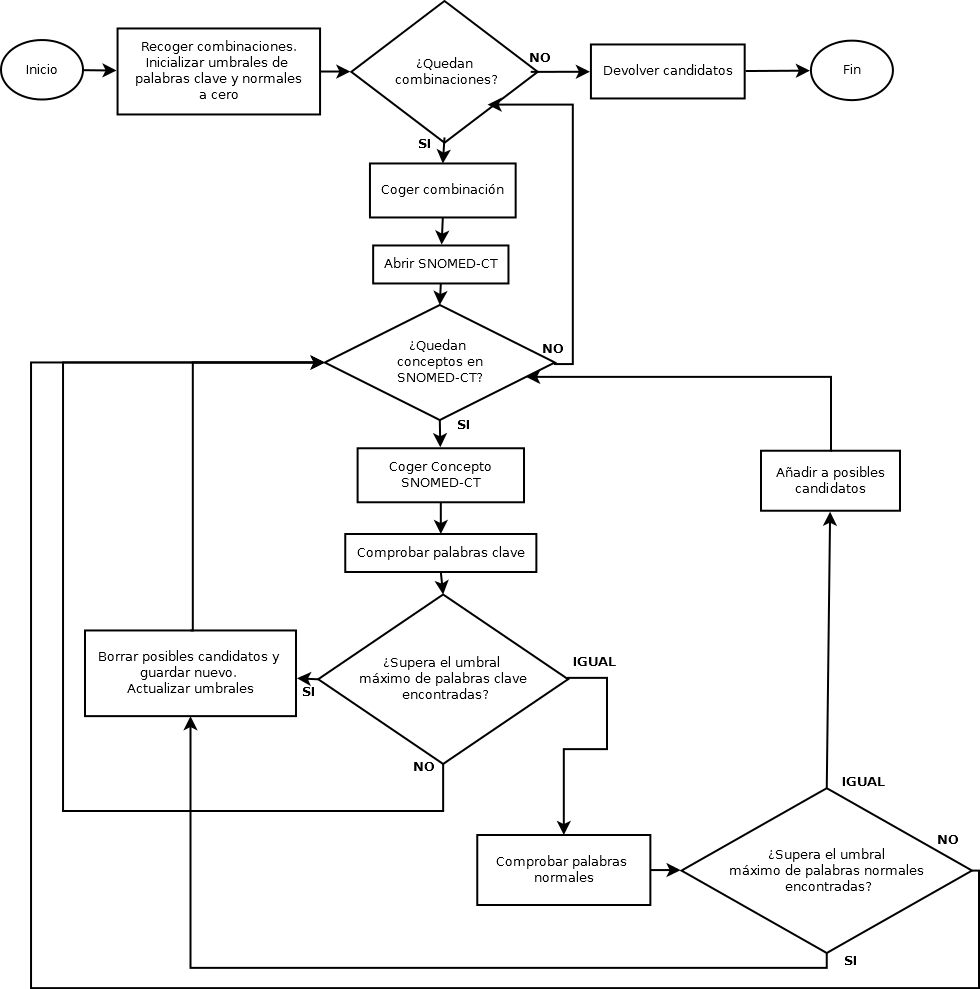 Inicio
Recoger combinaciones.
Inicializar umbrales de
palabras clave y normales
a cero
¿Quedan
combinaciones?
NO
Devolver candidatos
Fin
SI
Coger combinación
Abrir SNOMED-CT
¿Quedan
conceptos en
SNOMED-CT?
NO
SI
Coger Concepto
SNOMED-CT
Añadir a posibles
candidatos
Comprobar palabras clave
¿Supera el umbral
máximo de palabras clave
encontradas?
IGUAL
SI
NO
Borrar posibles candidatos y
guardar nuevo.
Actualizar umbrales
Comprobar palabras
normales
IGUAL
NO
¿Supera el umbral
máximo de palabras normales
encontradas?
SI